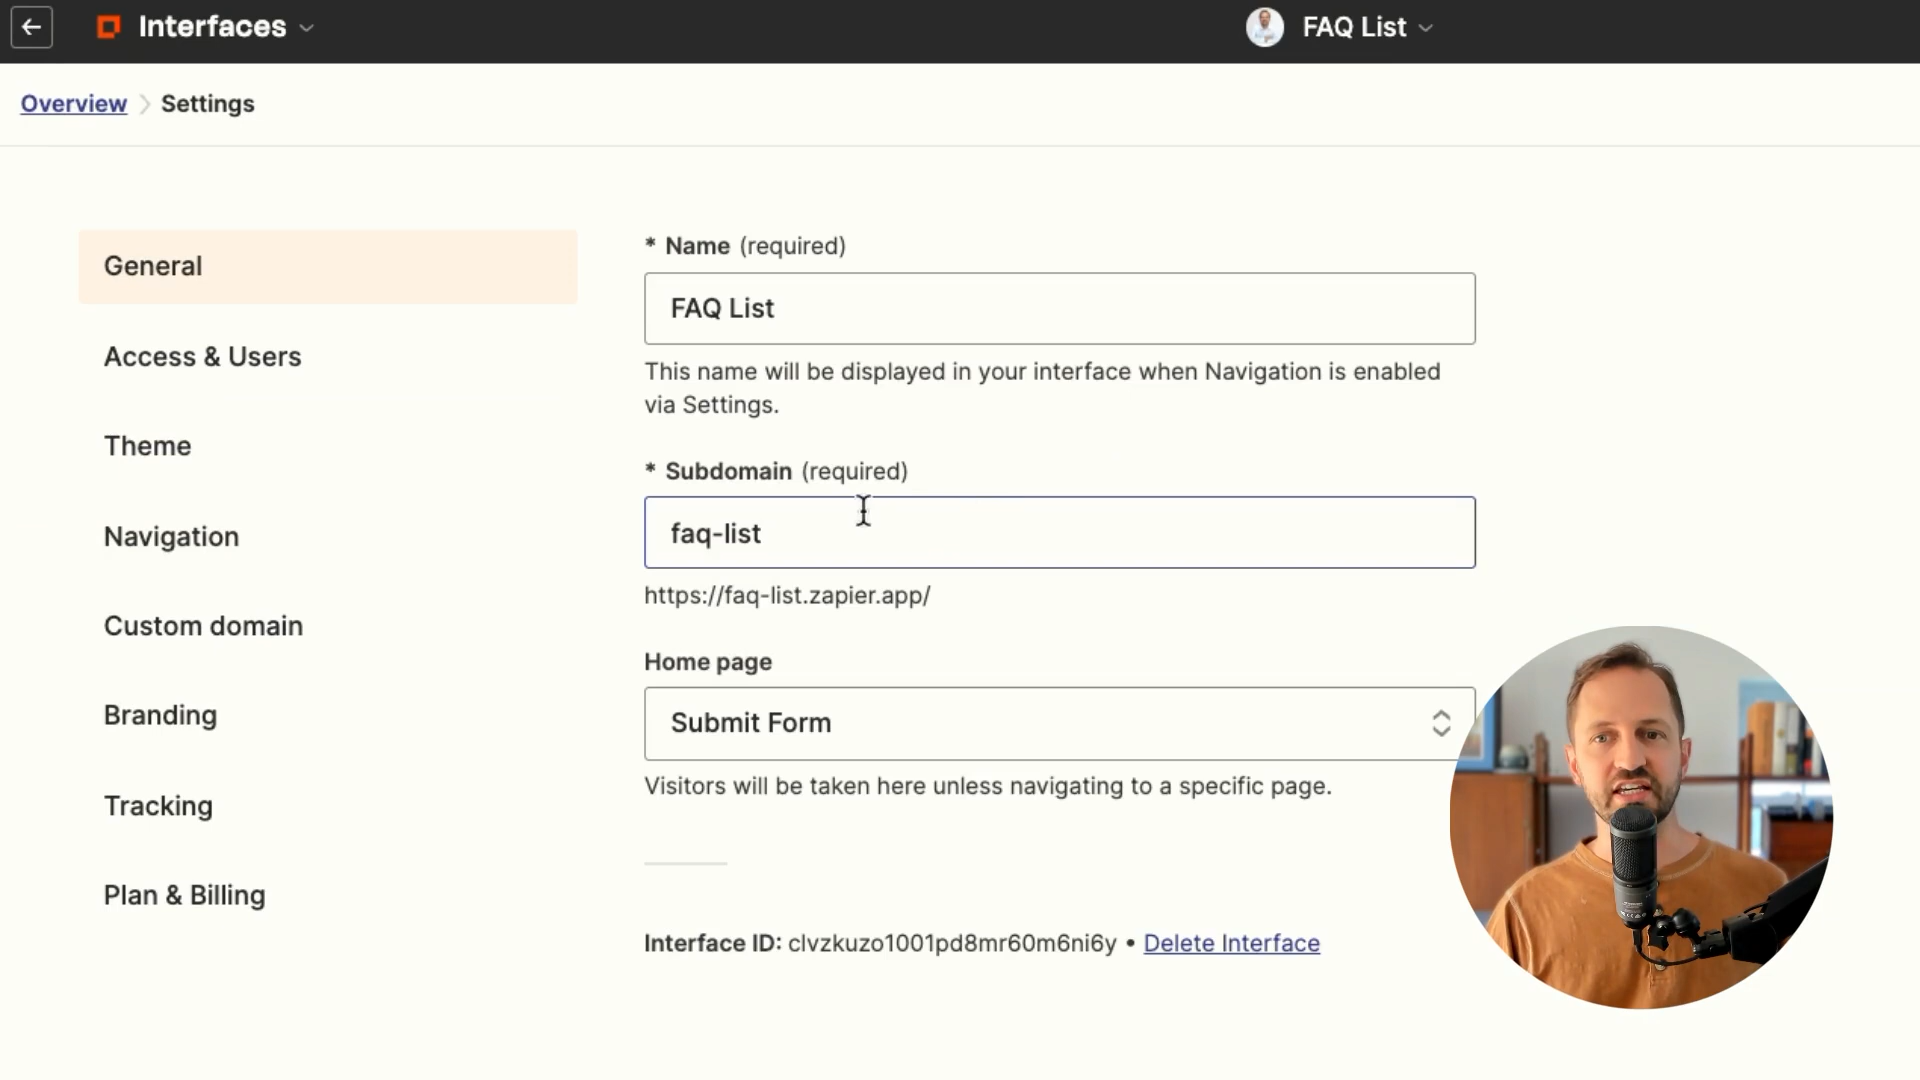 Interfaces
FAQ List
Overview > Settings
General
Access & Users
Theme
Navigation
Custom domain
Branding
Tracking
Plan & Billing
* Name (required)
FAQ List
This name will be displayed in your interface when Navigation is enabled
via Settings.
* Subdomain (required)
faq-list
https://faq-list.zapier.app/
Home page
Submit Form
Visitors will be taken here unless navigating to a specific page.
Interface ID: clvzkuzo1001pd8mr60m6ni6y • Delete Interface